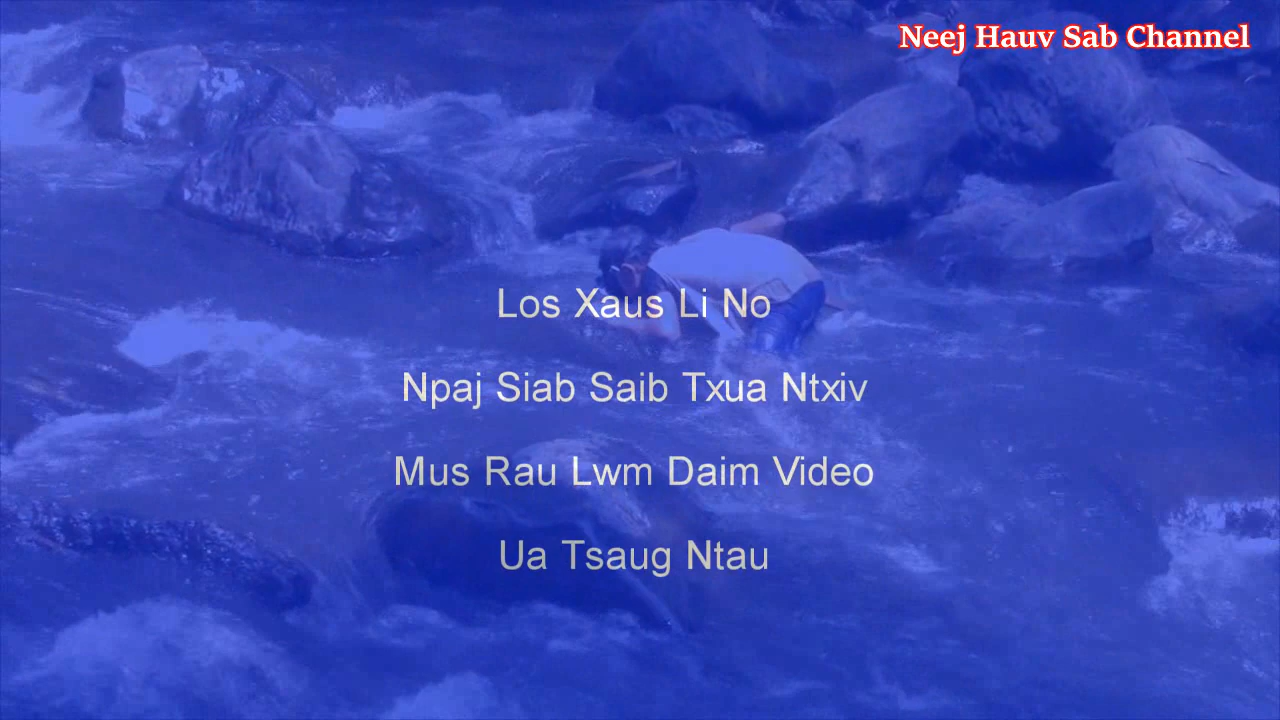 Neej Hauv Sab Channel
Los Xaus Li No
Npaj Siab Saib Txua Ntxiv
Mus Rau Lwm Daim Video
Ua Tsaug Ntau